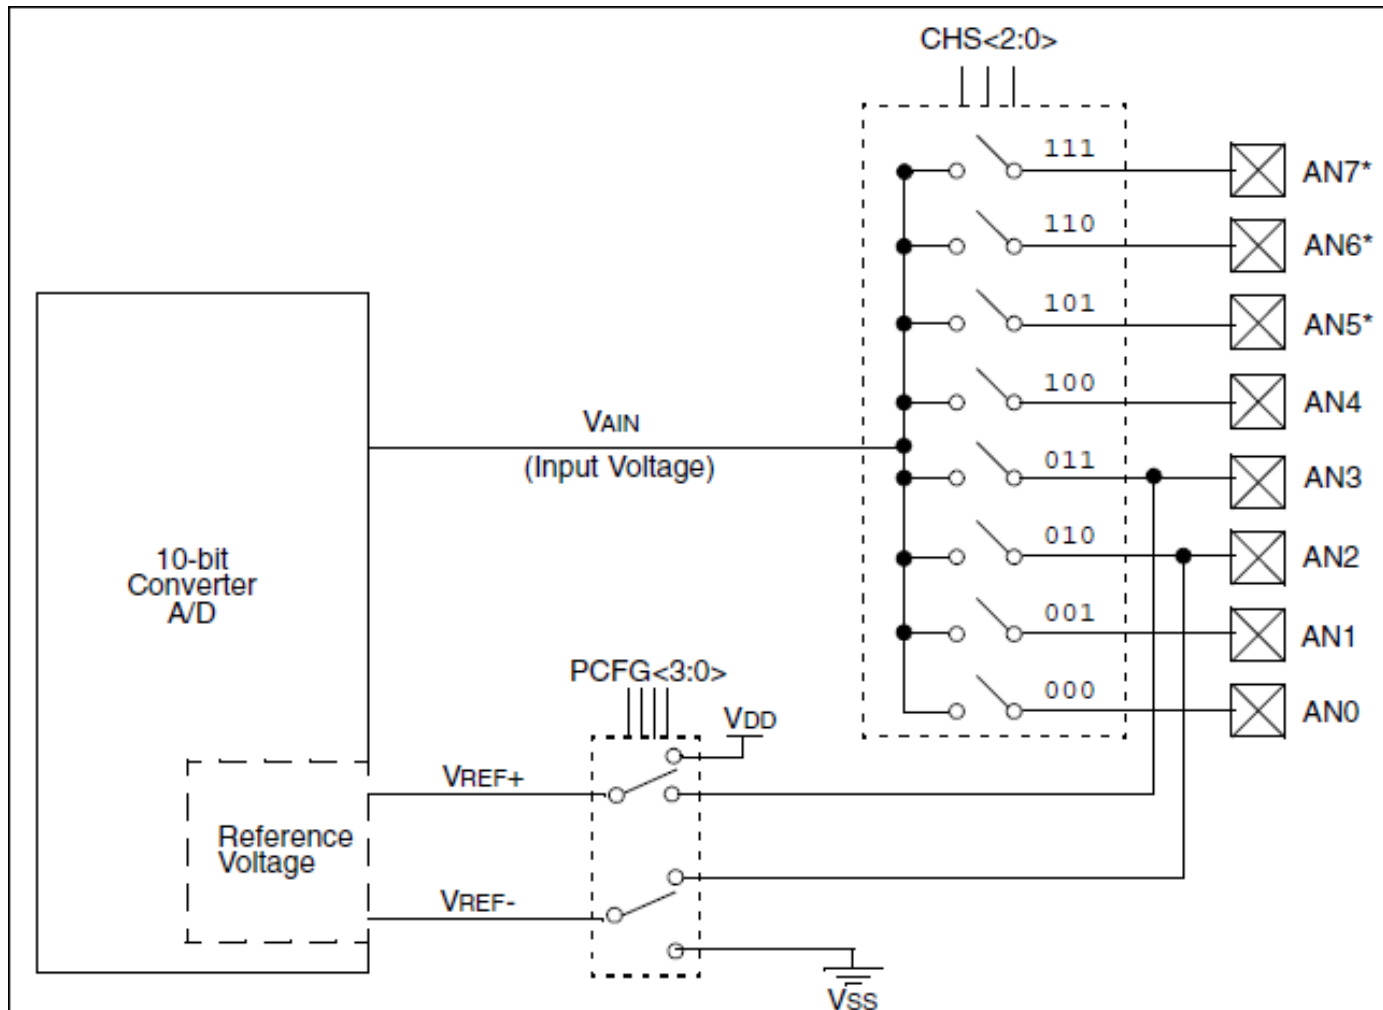 CHS<2:0>
111
AN7*
110
AN6*
101
AN5*
100
AN4
VAIN
(Input Voltage)
011
AN3
010
AN2
10-bit
Converter
A/D
001
AN1
PCFG<3:0>
000
AN0
VDD
VREF+
Reference
Voltage
VREF-
VSS